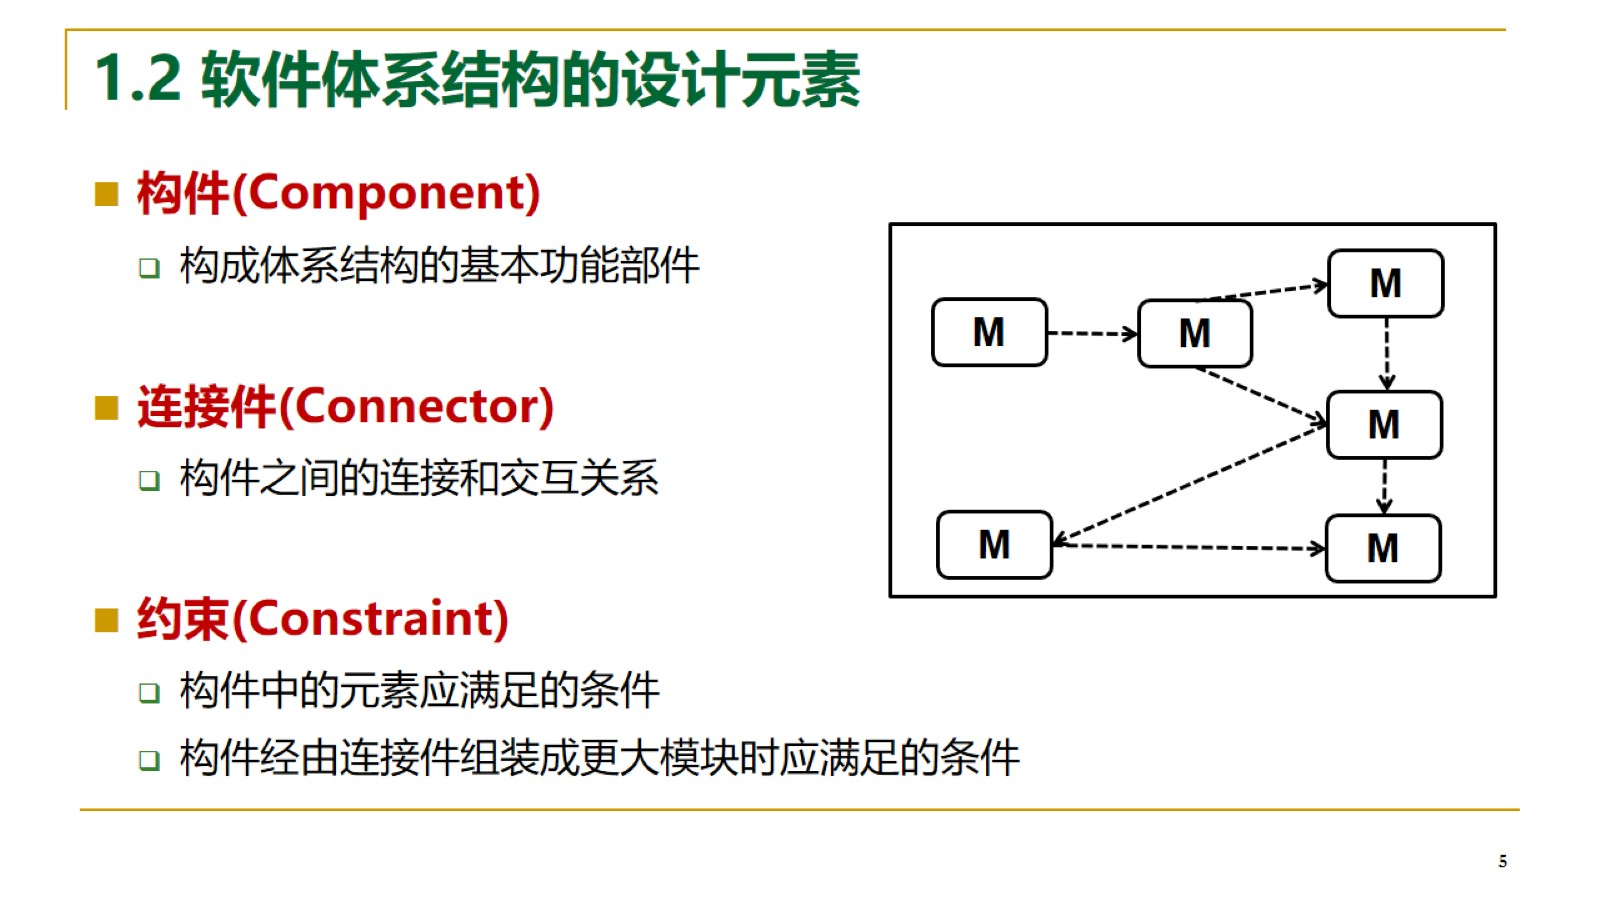 1.2 软件体系结构的设计元素
构件(Component)
构成体系结构的基本功能部件
连接件(Connector)
构件之间的连接和交互关系
约束(Constraint)
构件中的元素应满足的条件
构件经由连接件组装成更大模块时应满足的条件
M
M
M
M
M
M
5